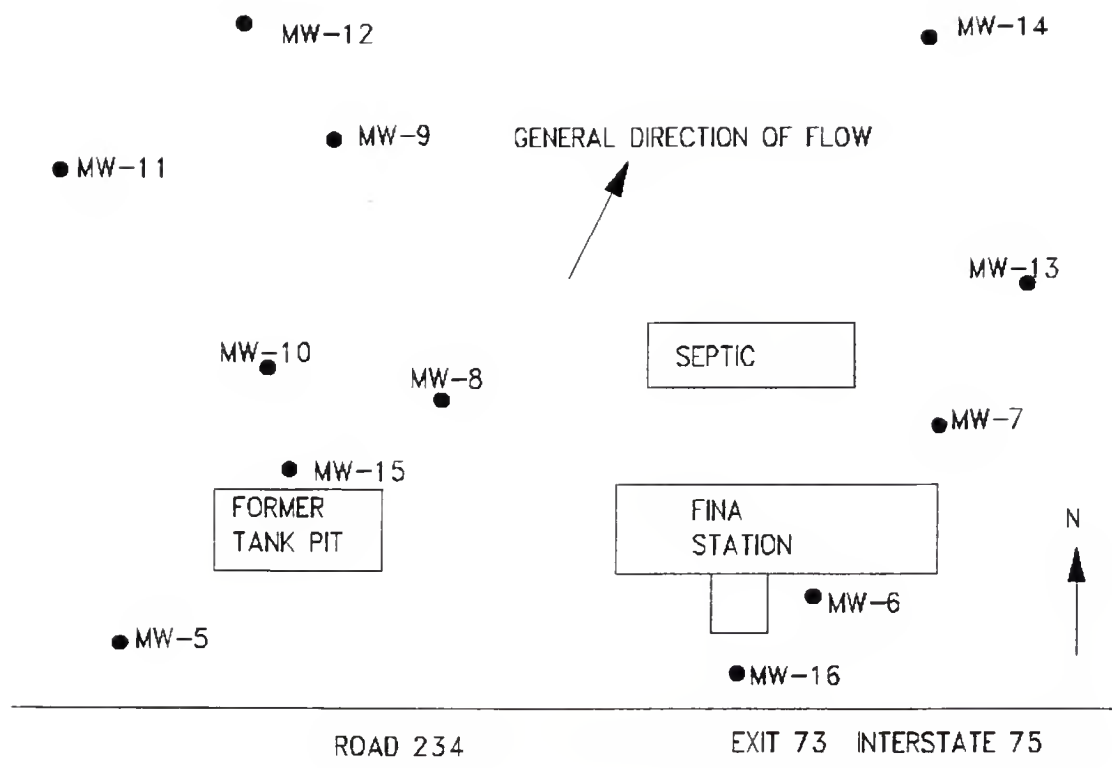 MW-12
MW-14
MW-9
GENERAL DIRECTION OF FLOW
MW-11
MW-13
MW-10
SEPTIC
MW-8
MW-7
MW-15
FORMER
TANK PIT
FINA
STATION
N
MW-6
MW-5
MW-16
ROAD 234
EXIT 73 INTERSTATE 75